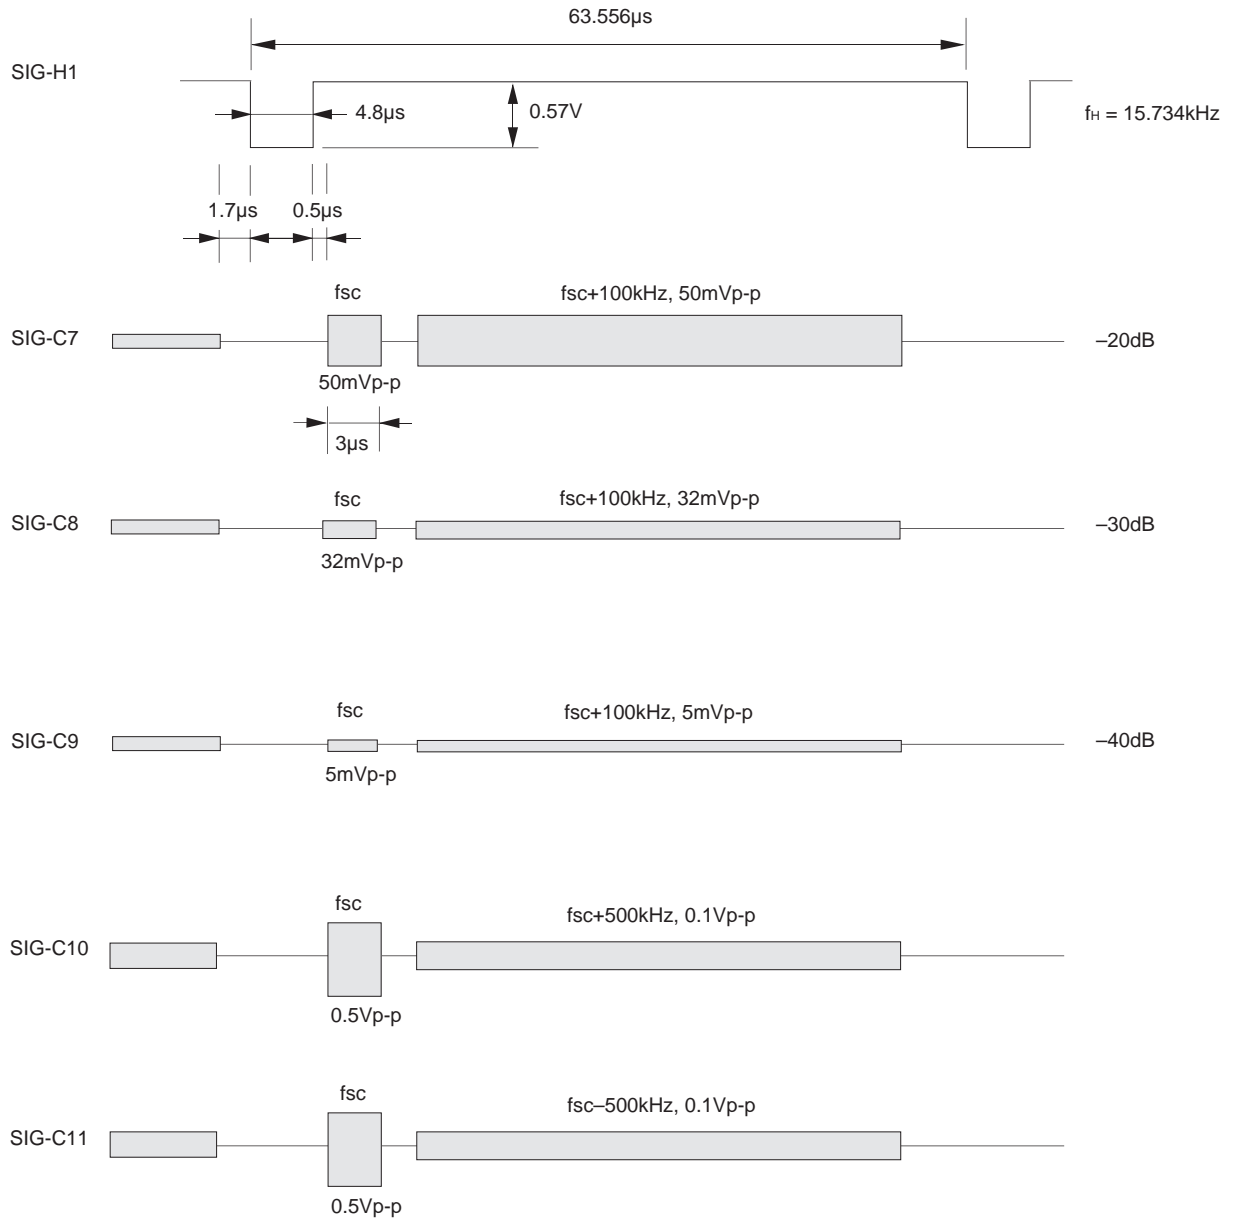 63.556µs
SIG-H1
4.8µs
0.57V
fH = 15.734kHz
1.7µs
0.5µs
fsc
fsc+100kHz, 50mVp-p
SIG-C7
–20dB
50mVp-p
3µs
fsc
fsc+100kHz, 32mVp-p
SIG-C8
–30dB
32mVp-p
fsc
fsc+100kHz, 5mVp-p
SIG-C9
–40dB
5mVp-p
fsc
fsc+500kHz, 0.1Vp-p
SIG-C10
0.5Vp-p
fsc
fsc–500kHz, 0.1Vp-p
SIG-C11
0.5Vp-p